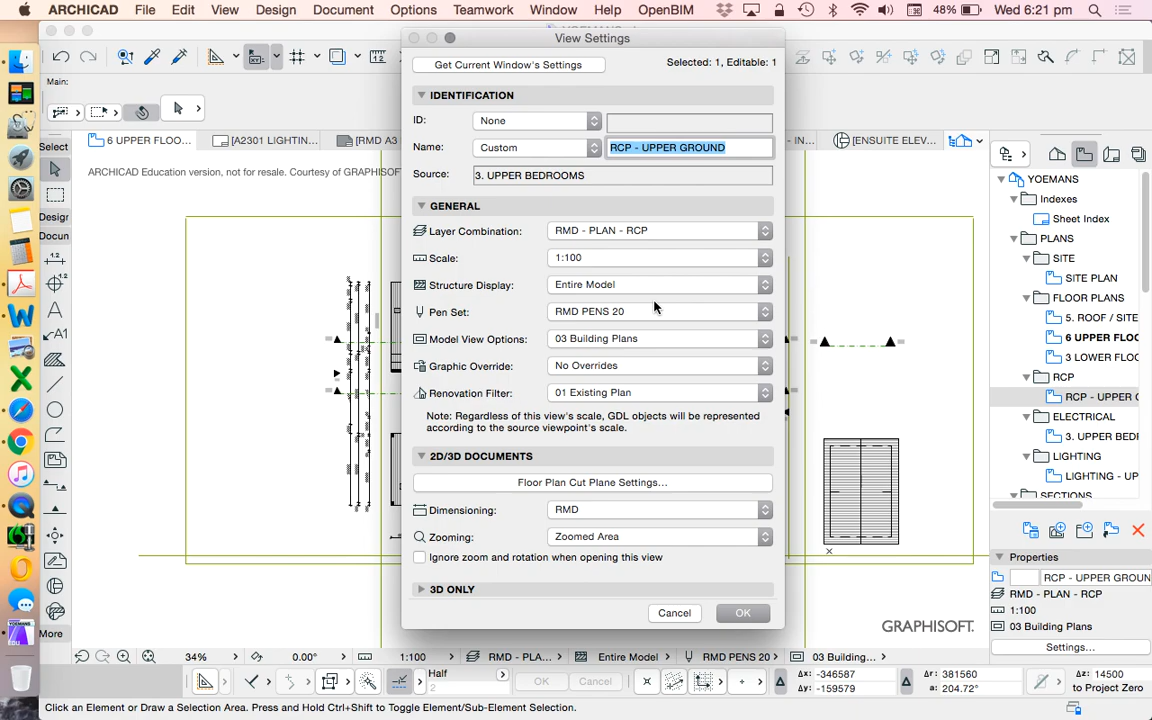 ARCHICAD File Edit View Design Document Options Teamwork Window Help OpenBIM 48% Wed 6:21 pm
View Settings
Get Current Window's Settings
Selected: 1, Editable: 1
IDENTIFICATION
ID: None
Name: Custom RCP - UPPER GROUND
Source: 3. UPPER BEDROOMS
GENERAL
Layer Combination: RMD - PLAN - RCP
Scale: 1:100
Structure Display: Entire Model
Pen Set: RMD PENS 20
Model View Options: 03 Building Plans
Graphic Override: No Overrides
Renovation Filter: 01 Existing Plan
Note: Regardless of this view's scale, GDL objects will be represented
according to the source viewpoint's scale.
2D/3D DOCUMENTS
Floor Plan Cut Plane Settings...
Dimensioning: RMD
Zooming: Zoomed Area
Ignore zoom and rotation when opening this view
3D ONLY
Cancel OK
Main:
6 UPPER FLOO... [A2301 LIGHTIN... [RMD A3 IN... [ENSUITE ELEV...
ARCHICAD Education version, not for resale. Courtesy of GRAPHISOFT
Select
Design
Docun
More
YOEMANS
Indexes
Sheet Index
PLANS
SITE
SITE PLAN
FLOOR PLANS
5. ROOF / SITE
6 UPPER FLOO
3 LOWER FLOO
RCP
RCP - UPPER G
ELECTRICAL
3. UPPER BEDR
LIGHTING
LIGHTING - UP
SECTIONS
Properties
RCP - UPPER GROUN
RMD - PLAN - RCP
1:100
03 Building Plans
Settings...
GRAPHISOFT.
34% 0.00° 1:100 RMD - PLA... Entire Model RMD PENS 20 03 Building...
Half
2
OK Cancel
Δx: -346587
Δy: -159579
Δr: 381560
a: 204.72°
Δz: 14500
to Project Zero
Click an Element or Draw a Selection Area. Press and Hold Ctrl+Shift to Toggle Element/Sub-Element Selection.